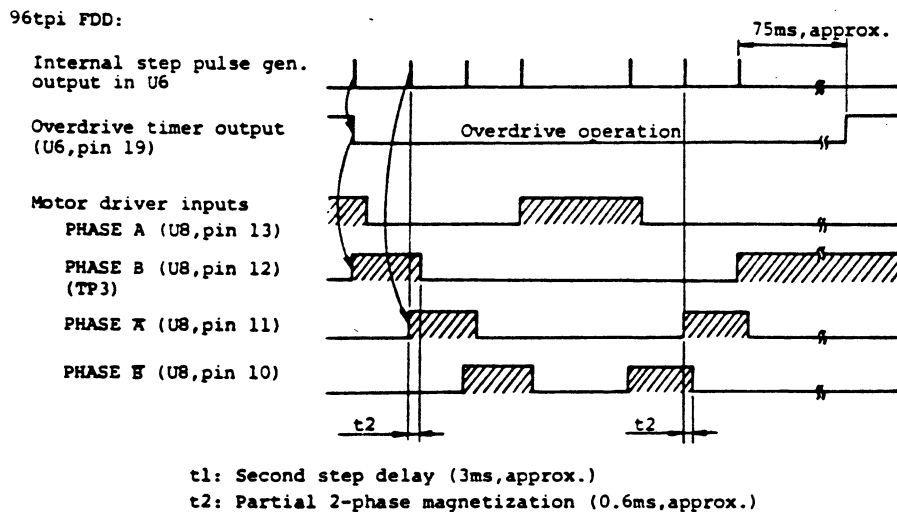 96tpi FDD:
75ms,approx.
Internal step pulse gen.
output in U6
Overdrive timer output
(U6,pin 19)
Overdrive operation
Motor driver inputs
PHASE A (U8,pin 13)
PHASE B (U8,pin 12)
(TP3)
PHASE A̅ (U8,pin 11)
PHASE B̅ (U8,pin 10)
t2
t2
t1: Second step delay (3ms,approx.)
t2: Partial 2-phase magnetization (0.6ms,approx.)